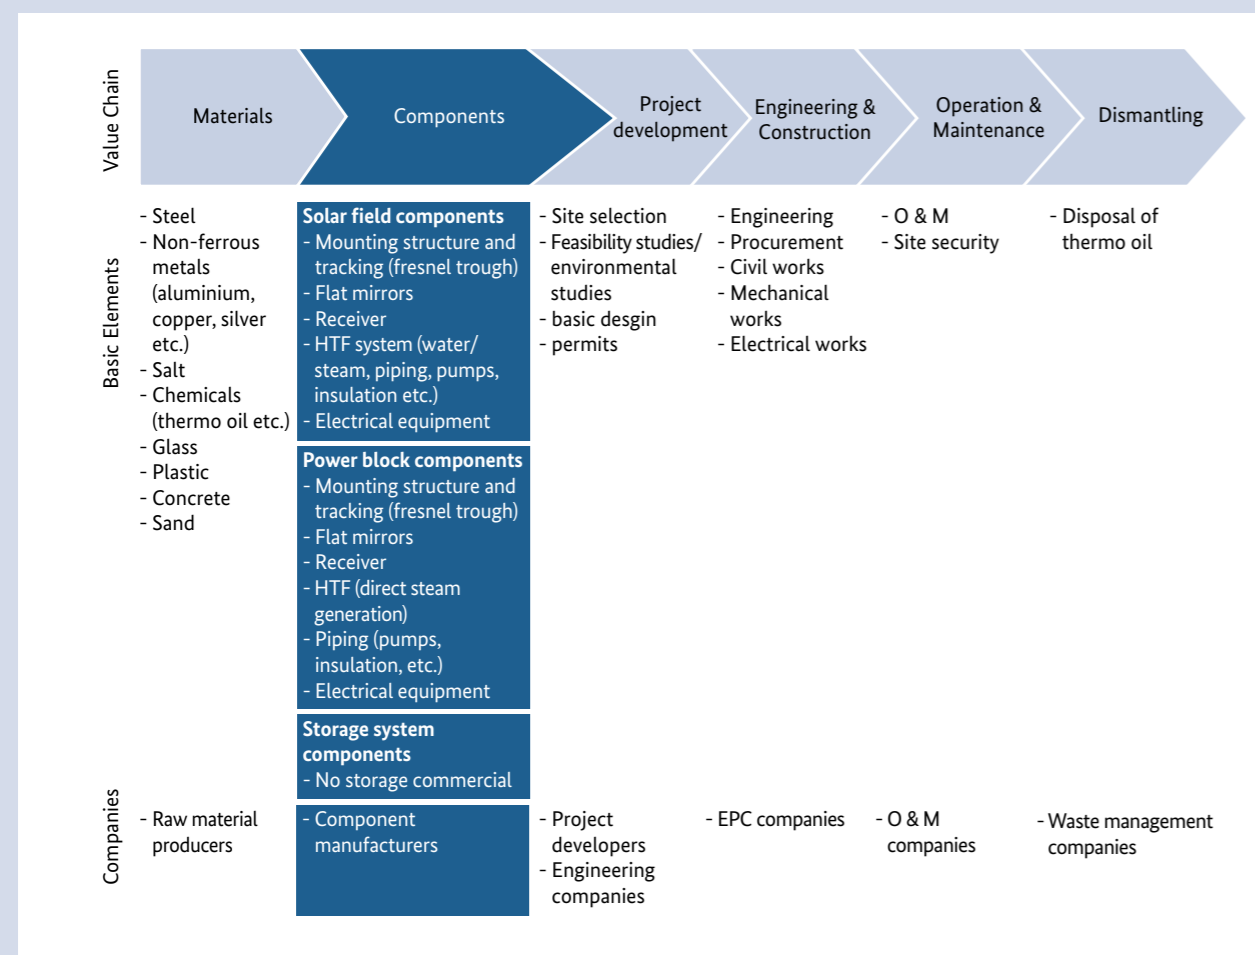 Value Chain
Materials
Components
Project
development
Engineering &
Construction
Operation &
Maintenance
Dismantling
Basic Elements
- Steel
- Non-ferrous
metals
(aluminium,
copper, silver
etc.)
- Salt
- Chemicals
(thermo oil etc.)
- Glass
- Plastic
- Concrete
- Sand
Solar field components
- Mounting structure and
tracking (fresnel trough)
- Flat mirrors
- Receiver
- HTF system (water/
steam, piping, pumps,
insulation etc.)
- Electrical equipment
Power block components
- Mounting structure and
tracking (fresnel trough)
- Flat mirrors
- Receiver
- HTF (direct steam
generation)
- Piping (pumps,
insulation, etc.)
- Electrical equipment
Storage system
components
- No storage commercial
- Site selection
- Feasibility studies/
environmental
studies
- basic desgin
- permits
- Engineering
- Procurement
- Civil works
- Mechanical
works
- Electrical works
- O & M
- Site security
- Disposal of
thermo oil
Companies
- Raw material
producers
- Component
manufacturers
- Project
developers
- Engineering
companies
- EPC companies
- O & M
companies
- Waste management
companies